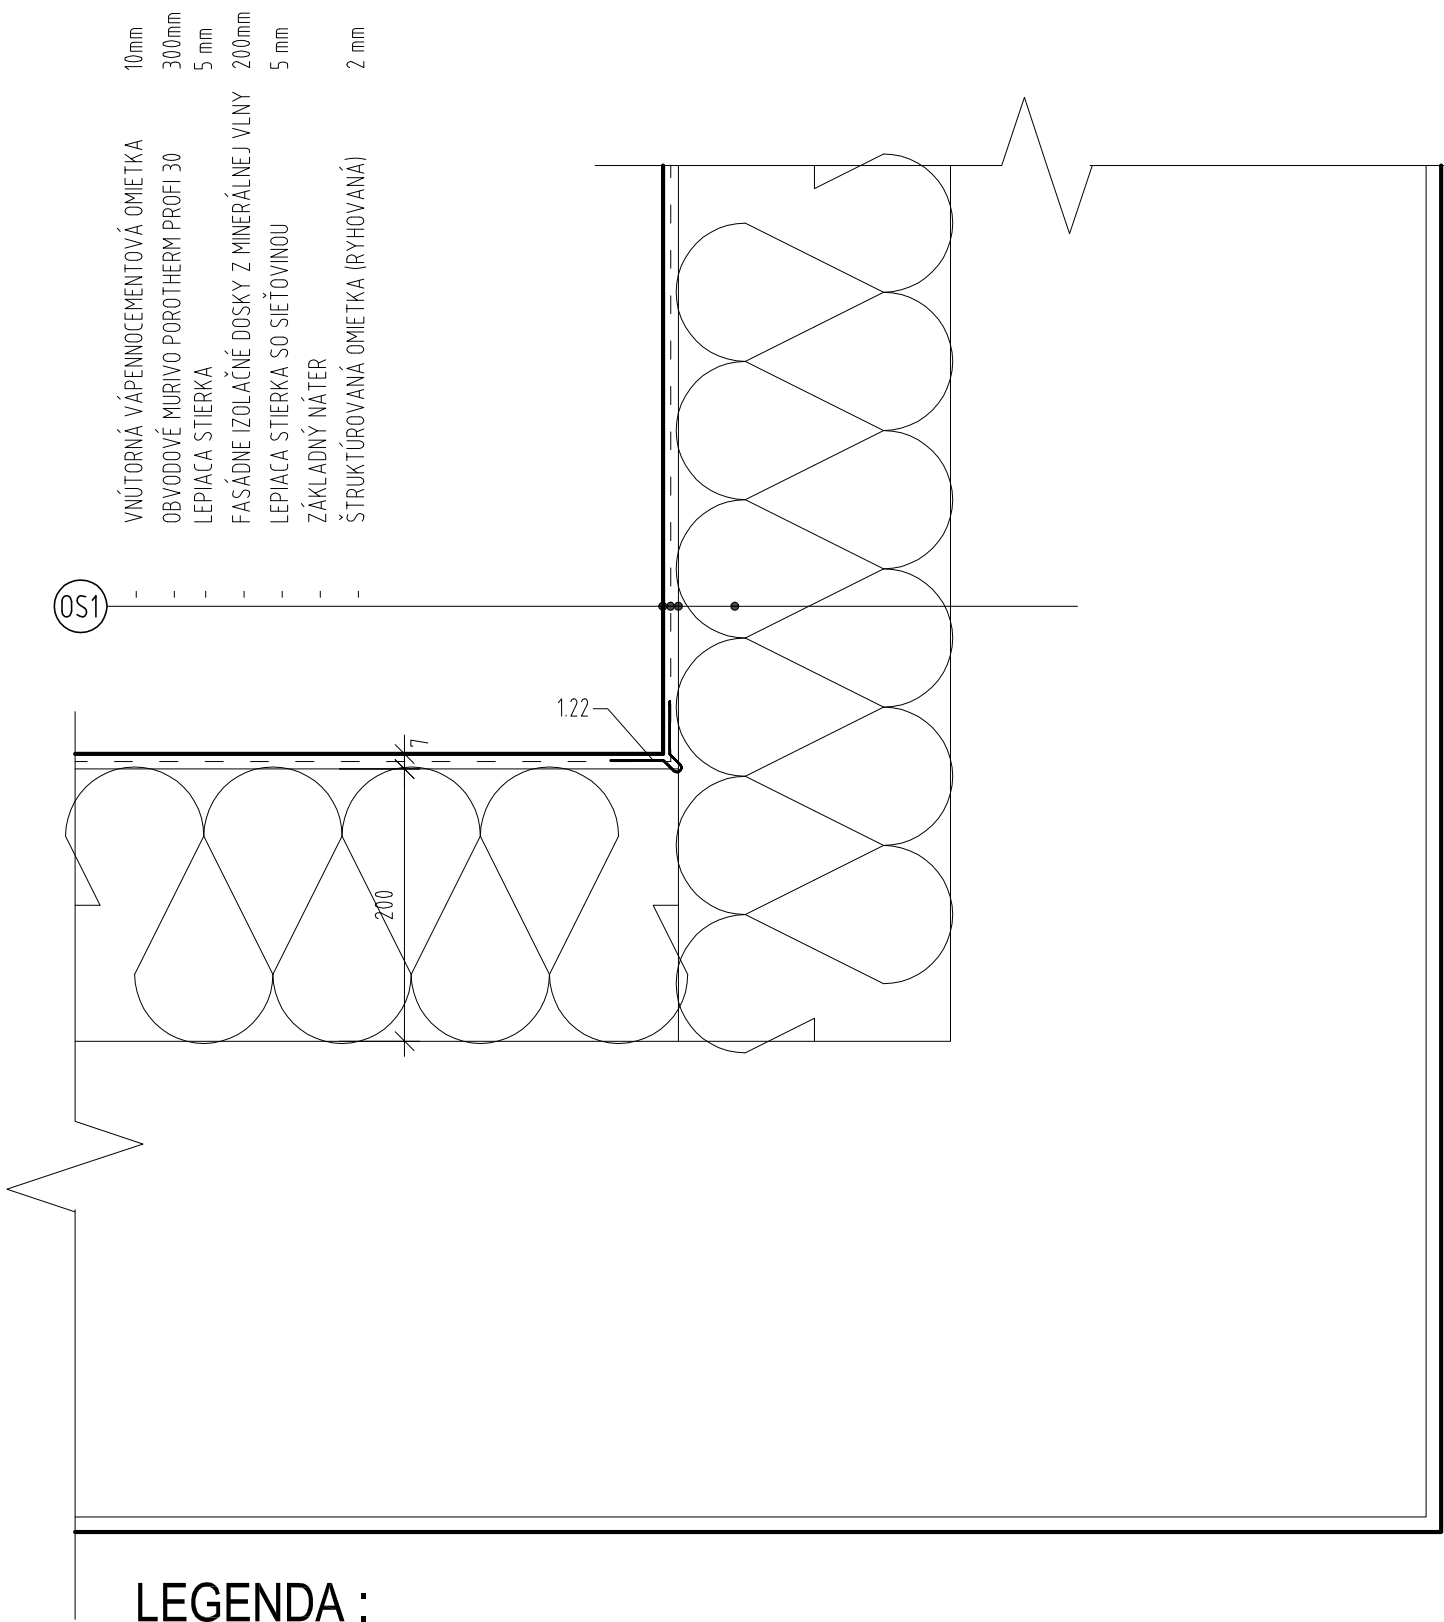 VNÚTORNÁ VÁPENNOCEMENTOVÁ OMIETKA 10mm
OBVODOVÉ MURIVO POROTHERM PROFI 30 300mm
LEPIACA STIERKA 5 mm
FASÁDNE IZOLAČNÉ DOSKY Z MINERÁLNEJ VLNY 200mm
LEPIACA STIERKA SO SIEŤOVINOU 5 mm
ZÁKLADNÝ NÁTER
ŠTRUKTÚROVANÁ OMIETKA (RYHOVANÁ) 2 mm
OS1
1.22
7
200
LEGENDA :